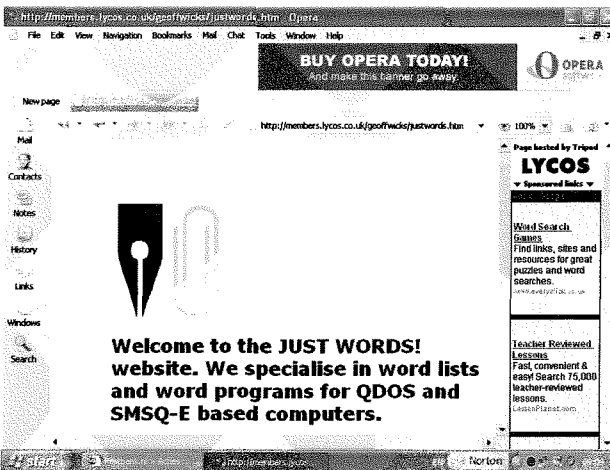 http://members.lycos.co.uk/geoffwicks/justwords.htm - Opera
File Edit View Navigation Bookmarks Mail Chat Tools Window Help
BUY OPERA TODAY!
And make this banner go away
OPERA
software
New page
http://members.lycos.co.uk/geoffwicks/justwords.htm
100%
Mail
Contacts
Notes
History
Links
Windows
Search
Welcome to the JUST WORDS!
website. We specialise in word lists
and word programs for QDOS and
SMSQ-E based computers.
Page hosted by Tripod
LYCOS
Sponsored links
Word Search
Games
Find links, sites and
resources for great
puzzles and word
searches.
Teacher Reviewed
Lessons
Fast, convenient &
easy! Search 75,000
teacher-reviewed
lessons.
LessonPlanet.com
start
Norton